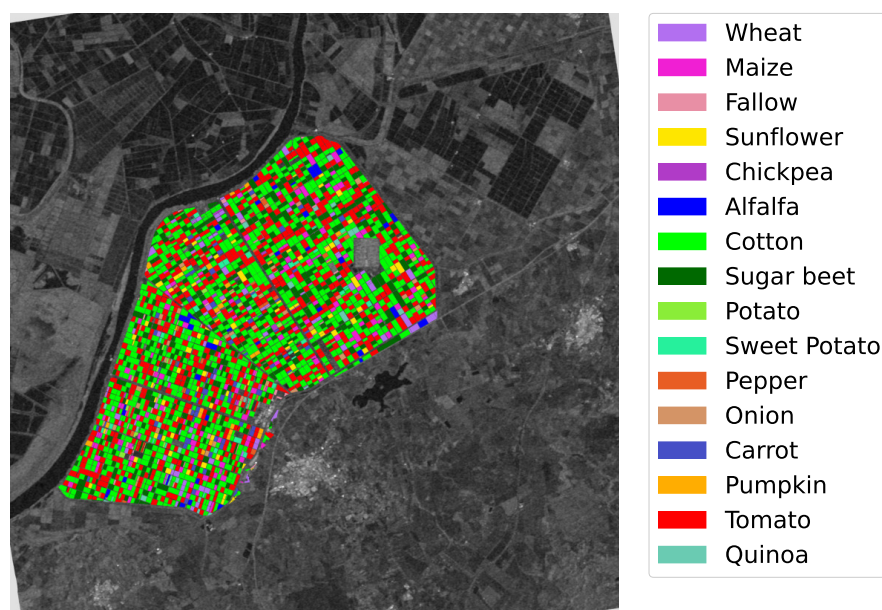 Wheat
Maize
Fallow
Sunflower
Chickpea
Alfalfa
Cotton
Sugar beet
Potato
Sweet Potato
Pepper
Onion
Carrot
Pumpkin
Tomato
Quinoa